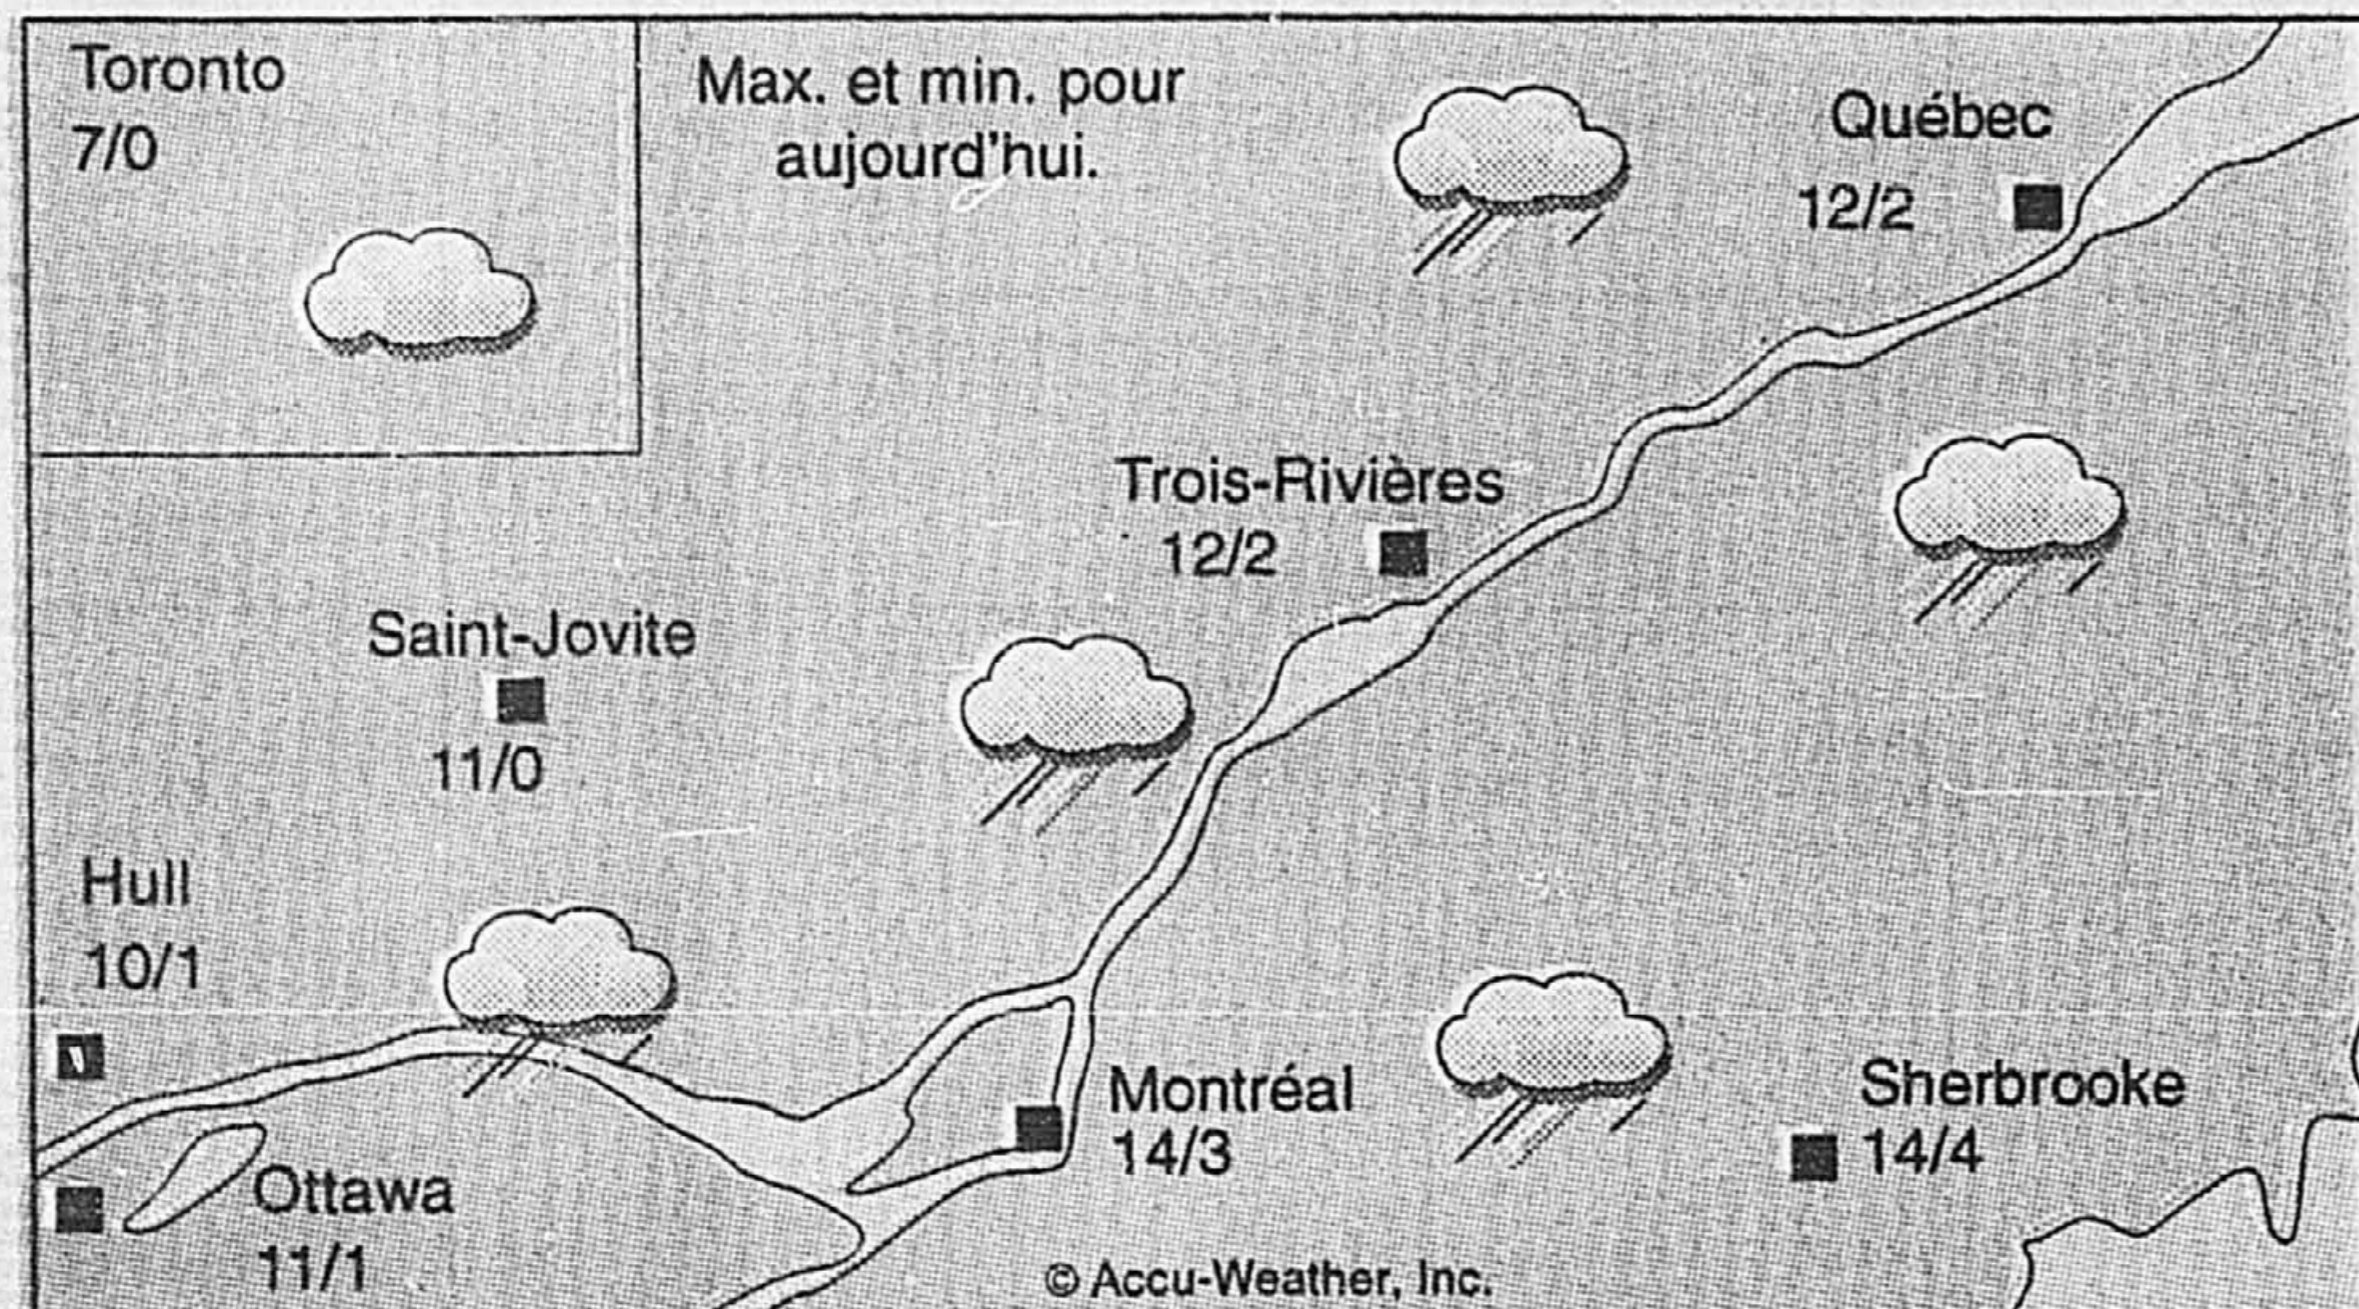 Toronto
7/0
Max. et min. pour
aujourd'hui.
Québec
12/2
Trois-Rivières
12/2
Saint-Jovite
11/0
Hull
10/1
Montréal
14/3
Sherbrooke
14/4
Ottawa
11/1
© Accu-Weather, Inc.